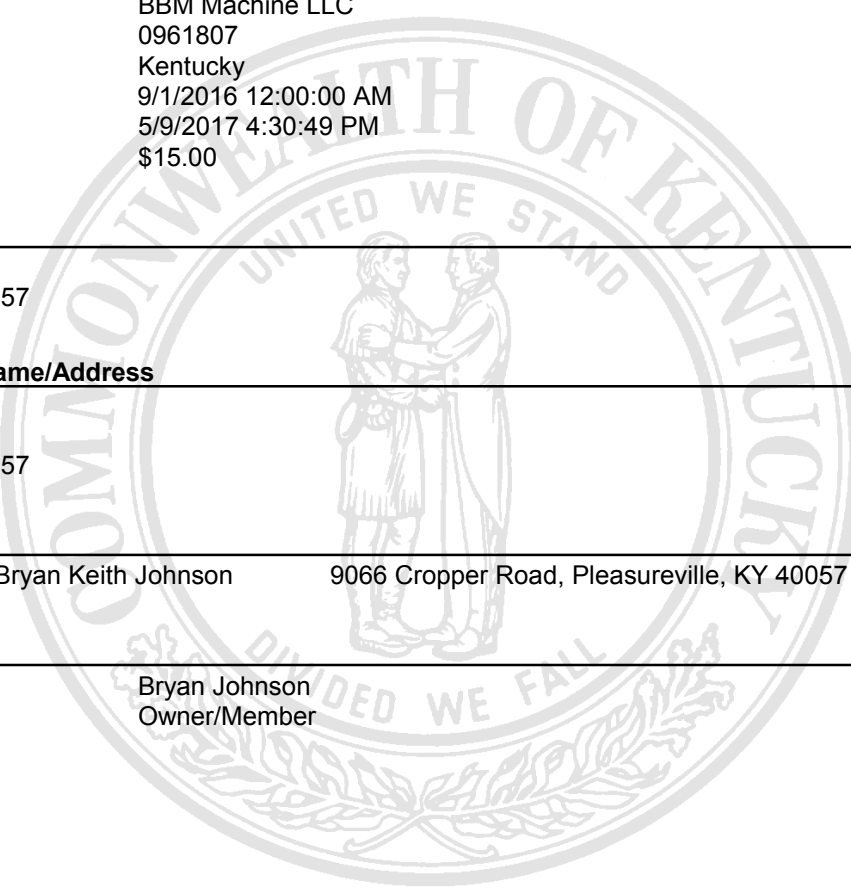 BBM Machine LLC
0961807
Kentucky
9/1/2016 12:00:00 AM
5/9/2017 4:30:49 PM
$15.00
COMMONWEALTH OF KENTUCKY
UNITED WE STAND
57
ame/Address
57
Bryan Keith Johnson 9066 Cropper Road, Pleasureville, KY 40057
DIVIDED WE FALL
Bryan Johnson
Owner/Member